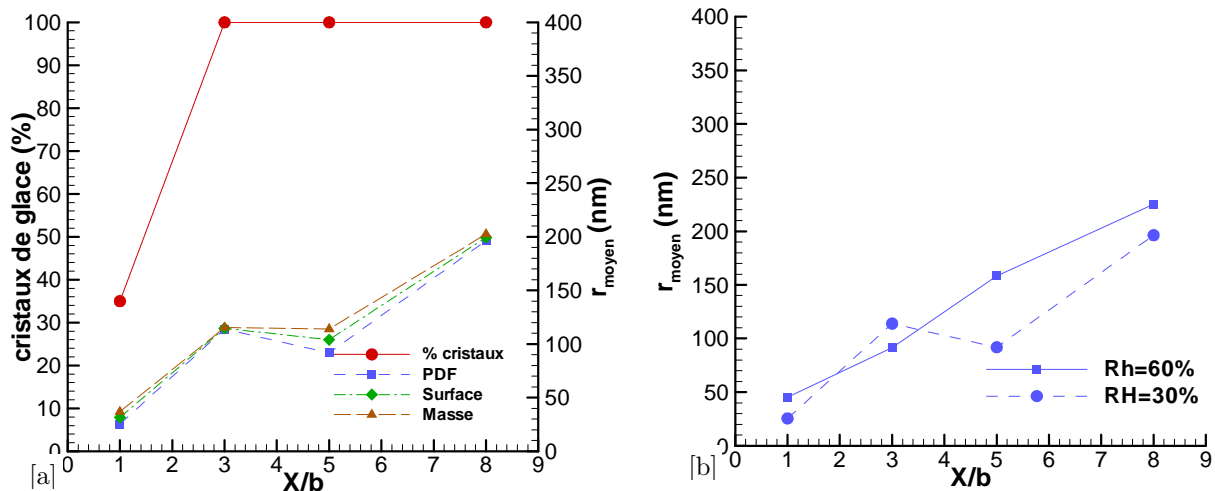 cristaux de glace (%)
100
90
80
70
60
50
40
30
20
10
0
0 1 2 3 4 5 6 7 8 9
X/b
[a]
400
350
300
250
200
150
100
50
0
r_moyen (nm)
% cristaux
PDF
Surface
Masse
r_moyen (nm)
400
350
300
250
200
150
100
50
0
0 1 2 3 4 5 6 7 8 9
X/b
[b]
Rh=60%
RH=30%